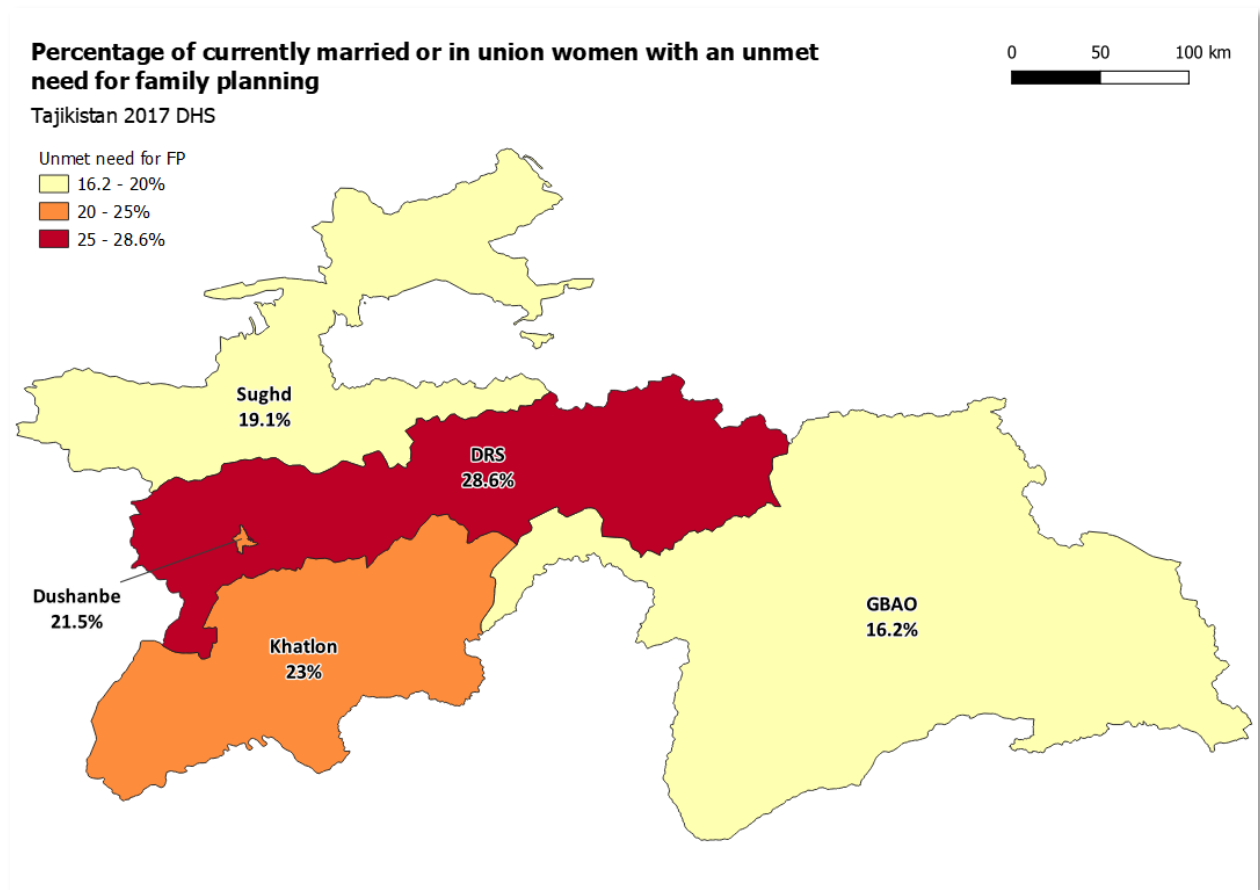 Percentage of currently married or in union women with an unmet
need for family planning
Tajikistan 2017 DHS
0 50 100 km
Unmet need for FP
16.2 - 20%
20 - 25%
25 - 28.6%
Sughd
19.1%
DRS
28.6%
Dushanbe
21.5%
GBAO
16.2%
Khatlon
23%